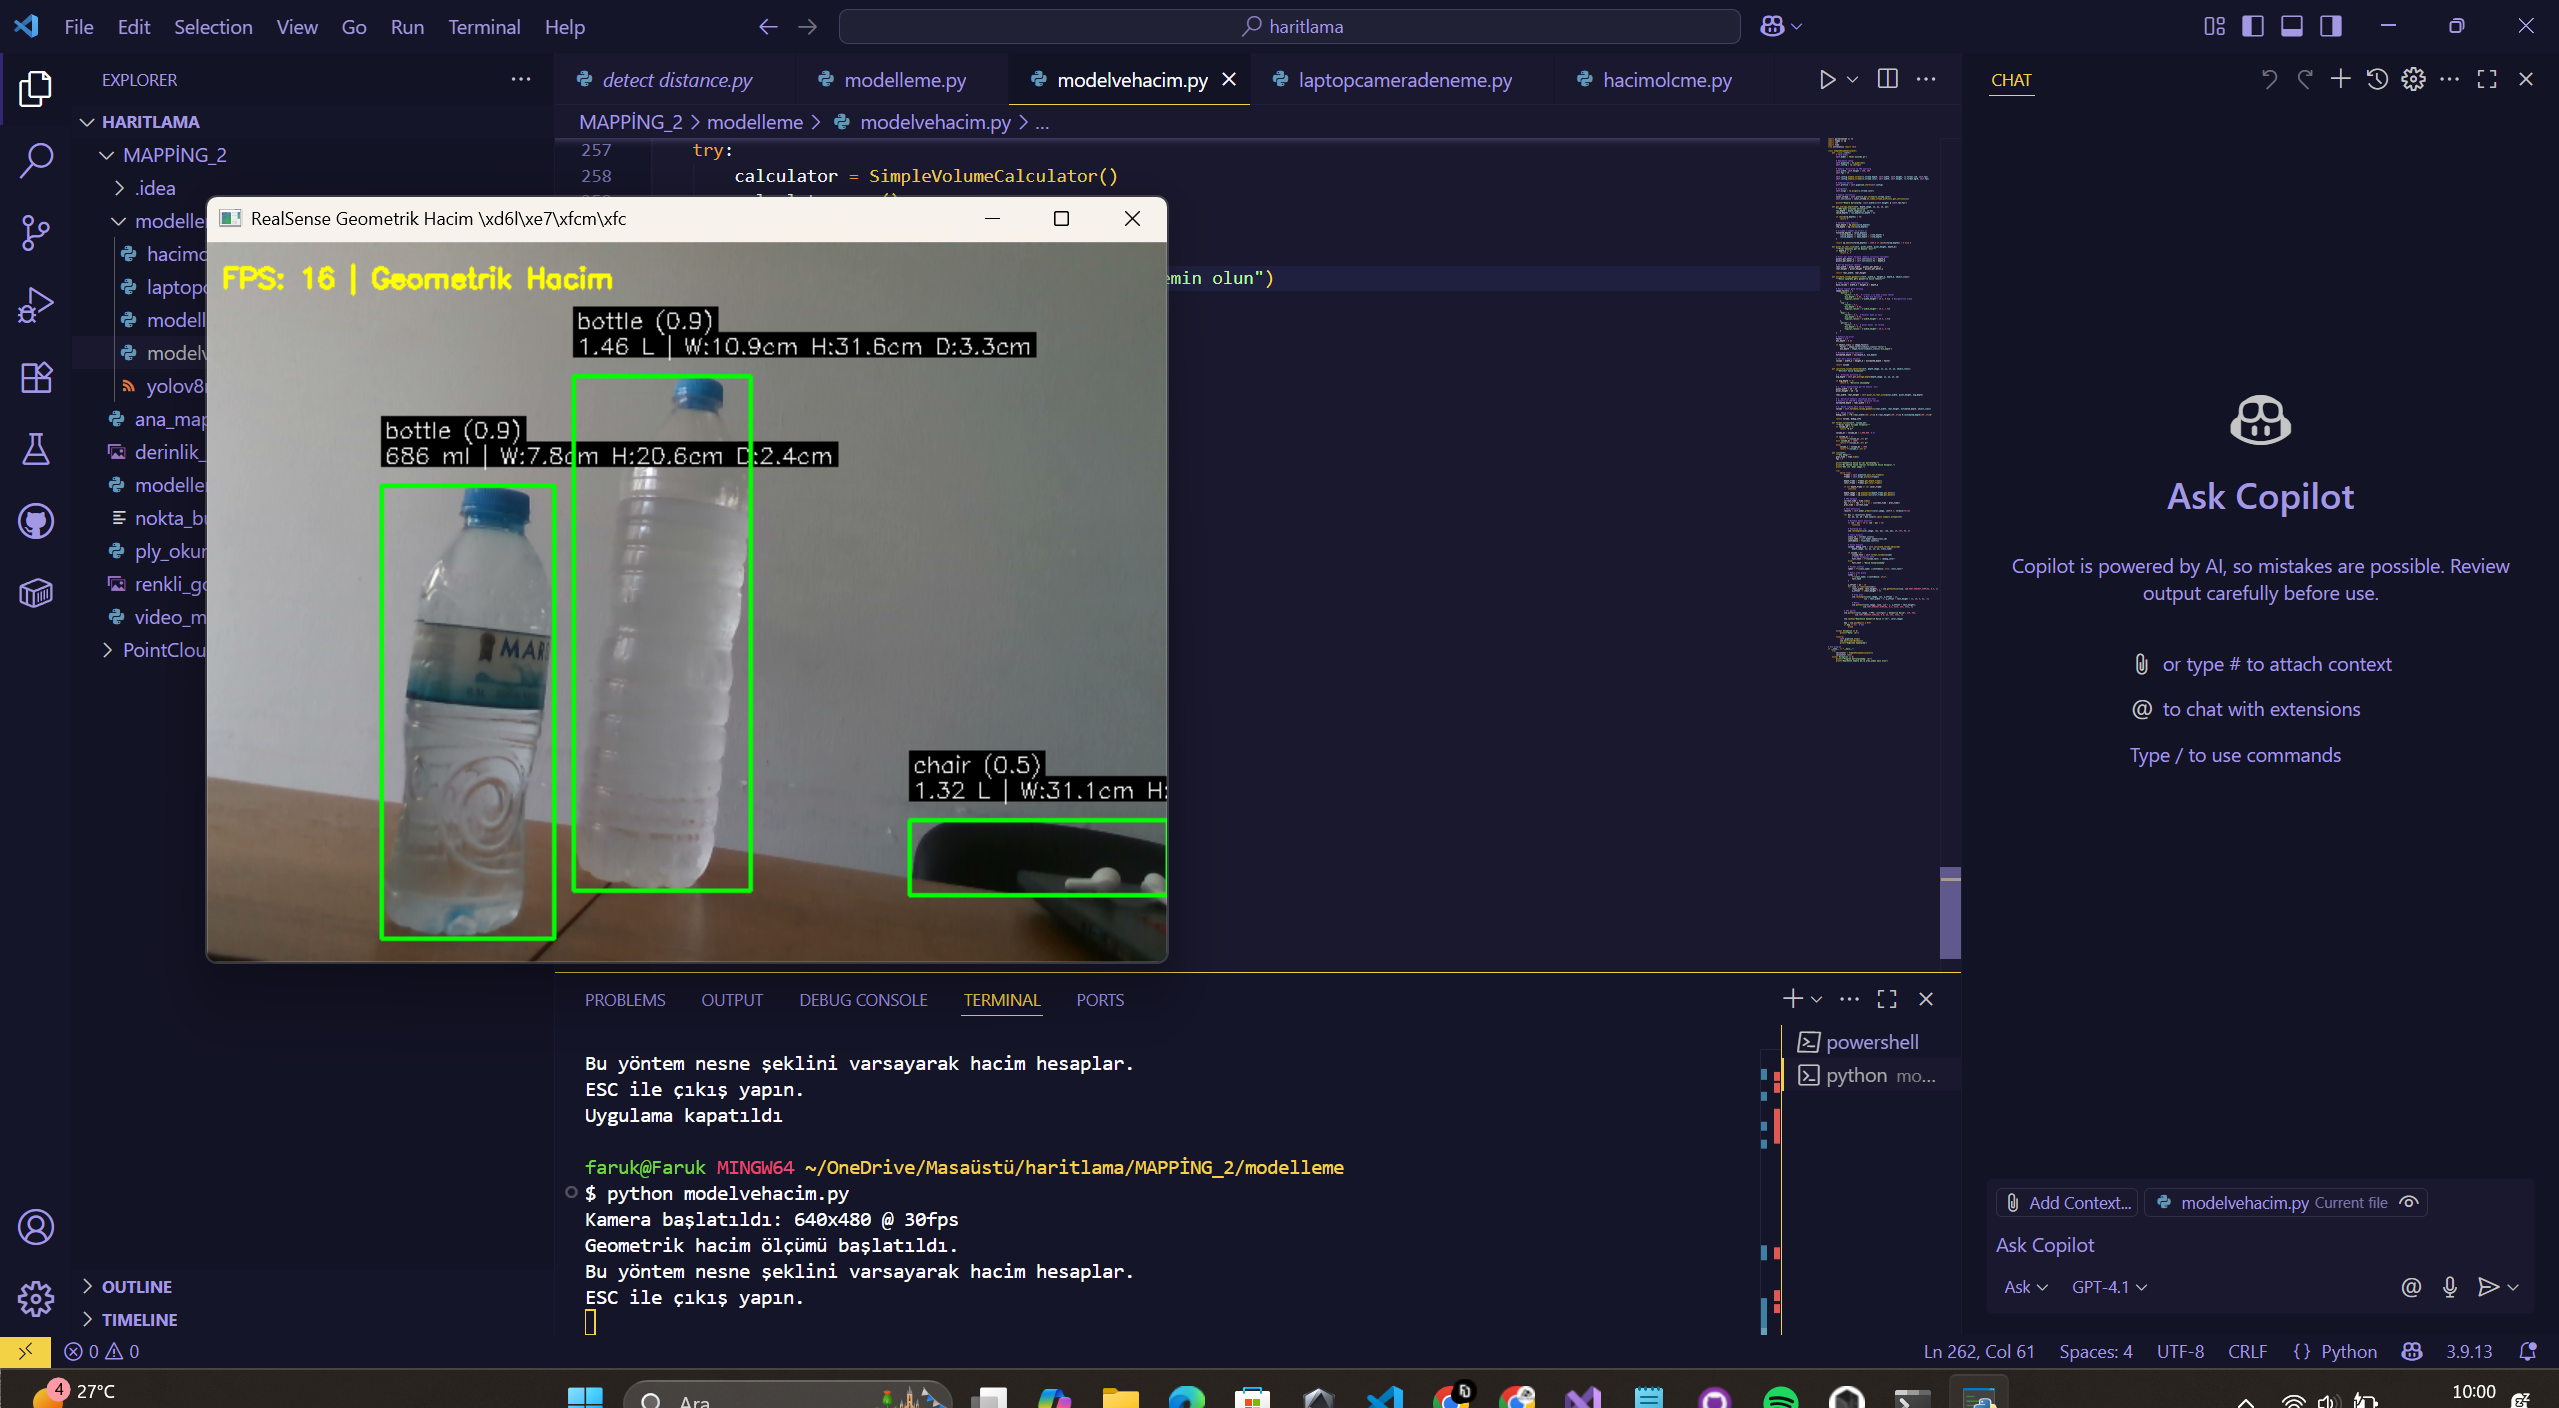 File Edit Selection View Go Run Terminal Help
haritlama
EXPLORER
HARITLAMA
MAPPİNG_2
.idea
modelle
hacimo
laptopc
modell
modelv
yolov8
ana_map
derinlik_
modeller
nokta_bu
ply_okur
renkli_gö
video_m
PointClou
OUTLINE
TIMELINE
detect distance.py modelleme.py modelvehacim.py laptopcameradeneme.py hacimolcme.py
MAPPİNG_2 > modelleme > modelvehacim.py > ...
257 try:
258 calculator = SimpleVolumeCalculator()
emin olun")
RealSense Geometrik Hacim \xd6l\xe7\xfcm\xfc
FPS: 16 | Geometrik Hacim
bottle (0.9)
1.46 L | W:10.9cm H:31.6cm D:3.3cm
bottle (0.9)
686 ml | W:7.8cm H:20.6cm D:2.4cm
MAR
chair (0.5)
1.32 L | W:31.1cm H:
PROBLEMS OUTPUT DEBUG CONSOLE TERMINAL PORTS
Bu yöntem nesne şeklini varsayarak hacim hesaplar.
ESC ile çıkış yapın.
Uygulama kapatıldı
faruk@Faruk MINGW64 ~/OneDrive/Masaüstü/haritlama/MAPPİNG_2/modelleme
$ python modelvehacim.py
Kamera başlatıldı: 640x480 @ 30fps
Geometrik hacim ölçümü başlatıldı.
Bu yöntem nesne şeklini varsayarak hacim hesaplar.
ESC ile çıkış yapın.
powershell
python mo...
CHAT
Ask Copilot
Copilot is powered by AI, so mistakes are possible. Review
output carefully before use.
or type # to attach context
@ to chat with extensions
Type / to use commands
Add Context... modelvehacim.py Current file
Ask Copilot
Ask GPT-4.1
0 0
Ln 262, Col 61 Spaces: 4 UTF-8 CRLF {} Python 3.9.13
4 27°C
Ara
10:00